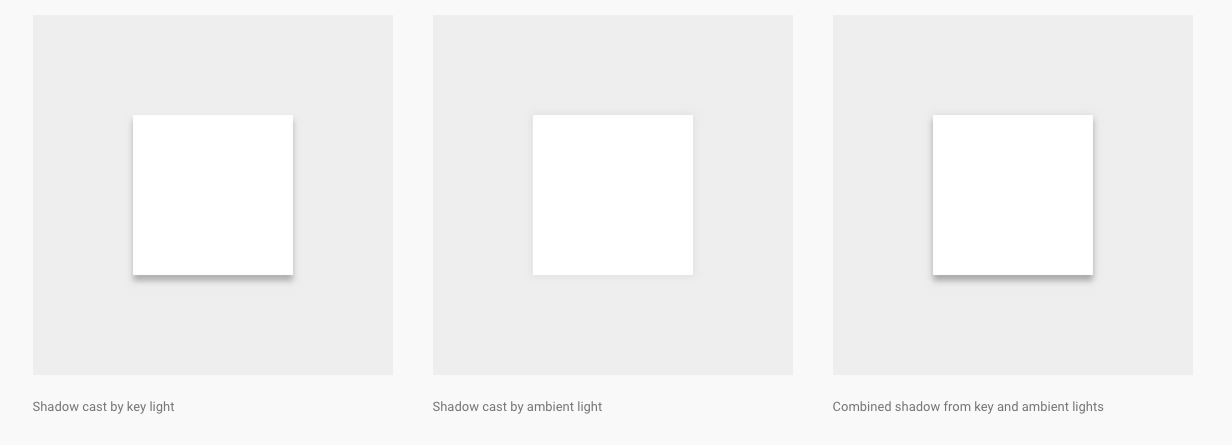 Shadow cast by key light
Shadow cast by ambient light
Combined shadow from key and ambient lights